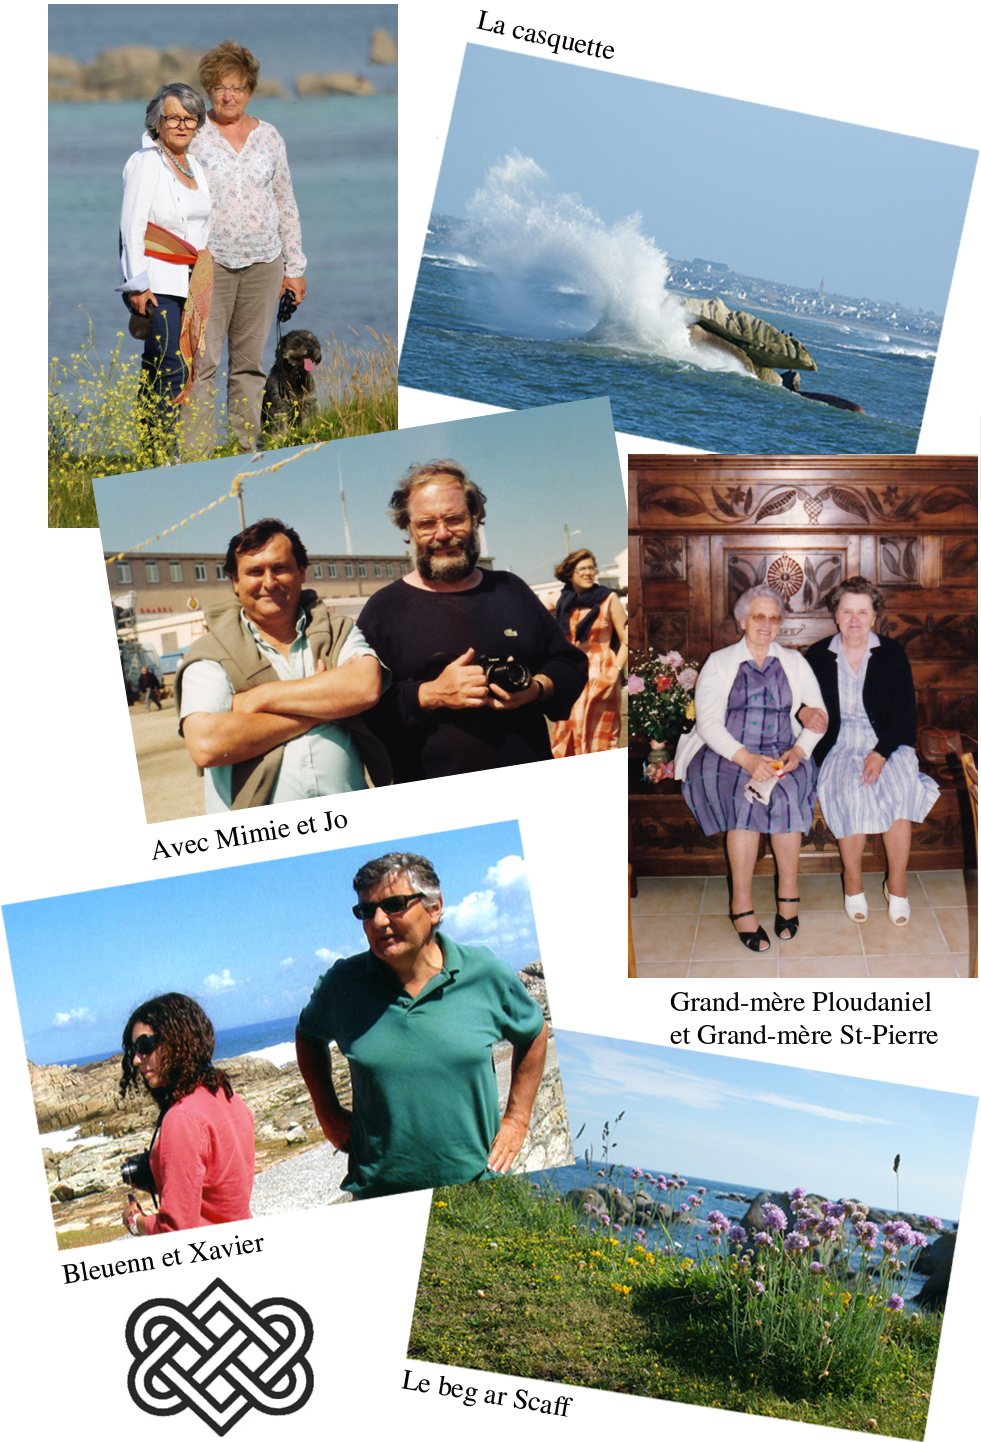 La casquette
Avec Mimie et Jo
Grand-mère Ploudaniel
et Grand-mère St-Pierre
Bleuenn et Xavier
Le beg ar Scaff